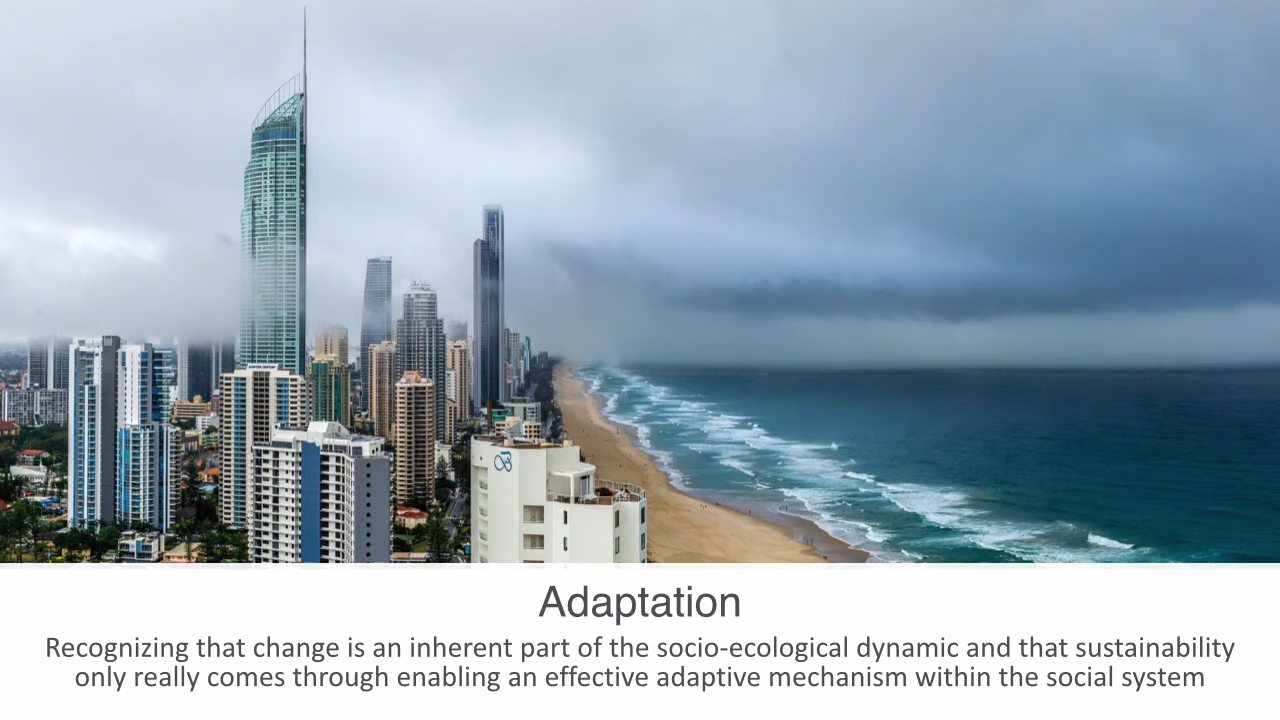 Adaptation
Recognizing that change is an inherent part of the socio-ecological dynamic and that sustainability
only really comes through enabling an effective adaptive mechanism within the social system